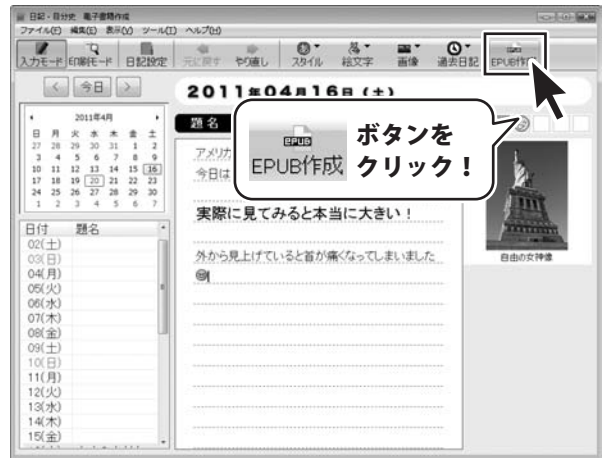 日記・自分史 電子書籍作成
ファイル(F) 編集(E) 表示(V) ツール(T) ヘルプ(H)
入力モード 印刷モード 日記設定 元に戻す やり直し スタイル 絵文字 画像 過去日記 EPUB作成
< 今日 >
2011年04月16日 (土)
2011年4月
日 月 火 水 木 金 土
27 28 29 30 31 1 2
3 4 5 6 7 8 9
10 11 12 13 14 15 16
17 18 19 20 21 22 23
24 25 26 27 28 29 30
1 2 3 4 5 6 7
題名
アメリカ
今日は
EPUB
EPUB作成
ボタンを
クリック！
実際に見てみると本当に大きい！
外から見上げていると首が痛くなってしまいました
自由の女神像
日付 題名
02(土)
03(日)
04(月)
05(火)
06(水)
07(木)
08(金)
09(土)
10(日)
11(月)
12(火)
13(水)
14(木)
15(金)